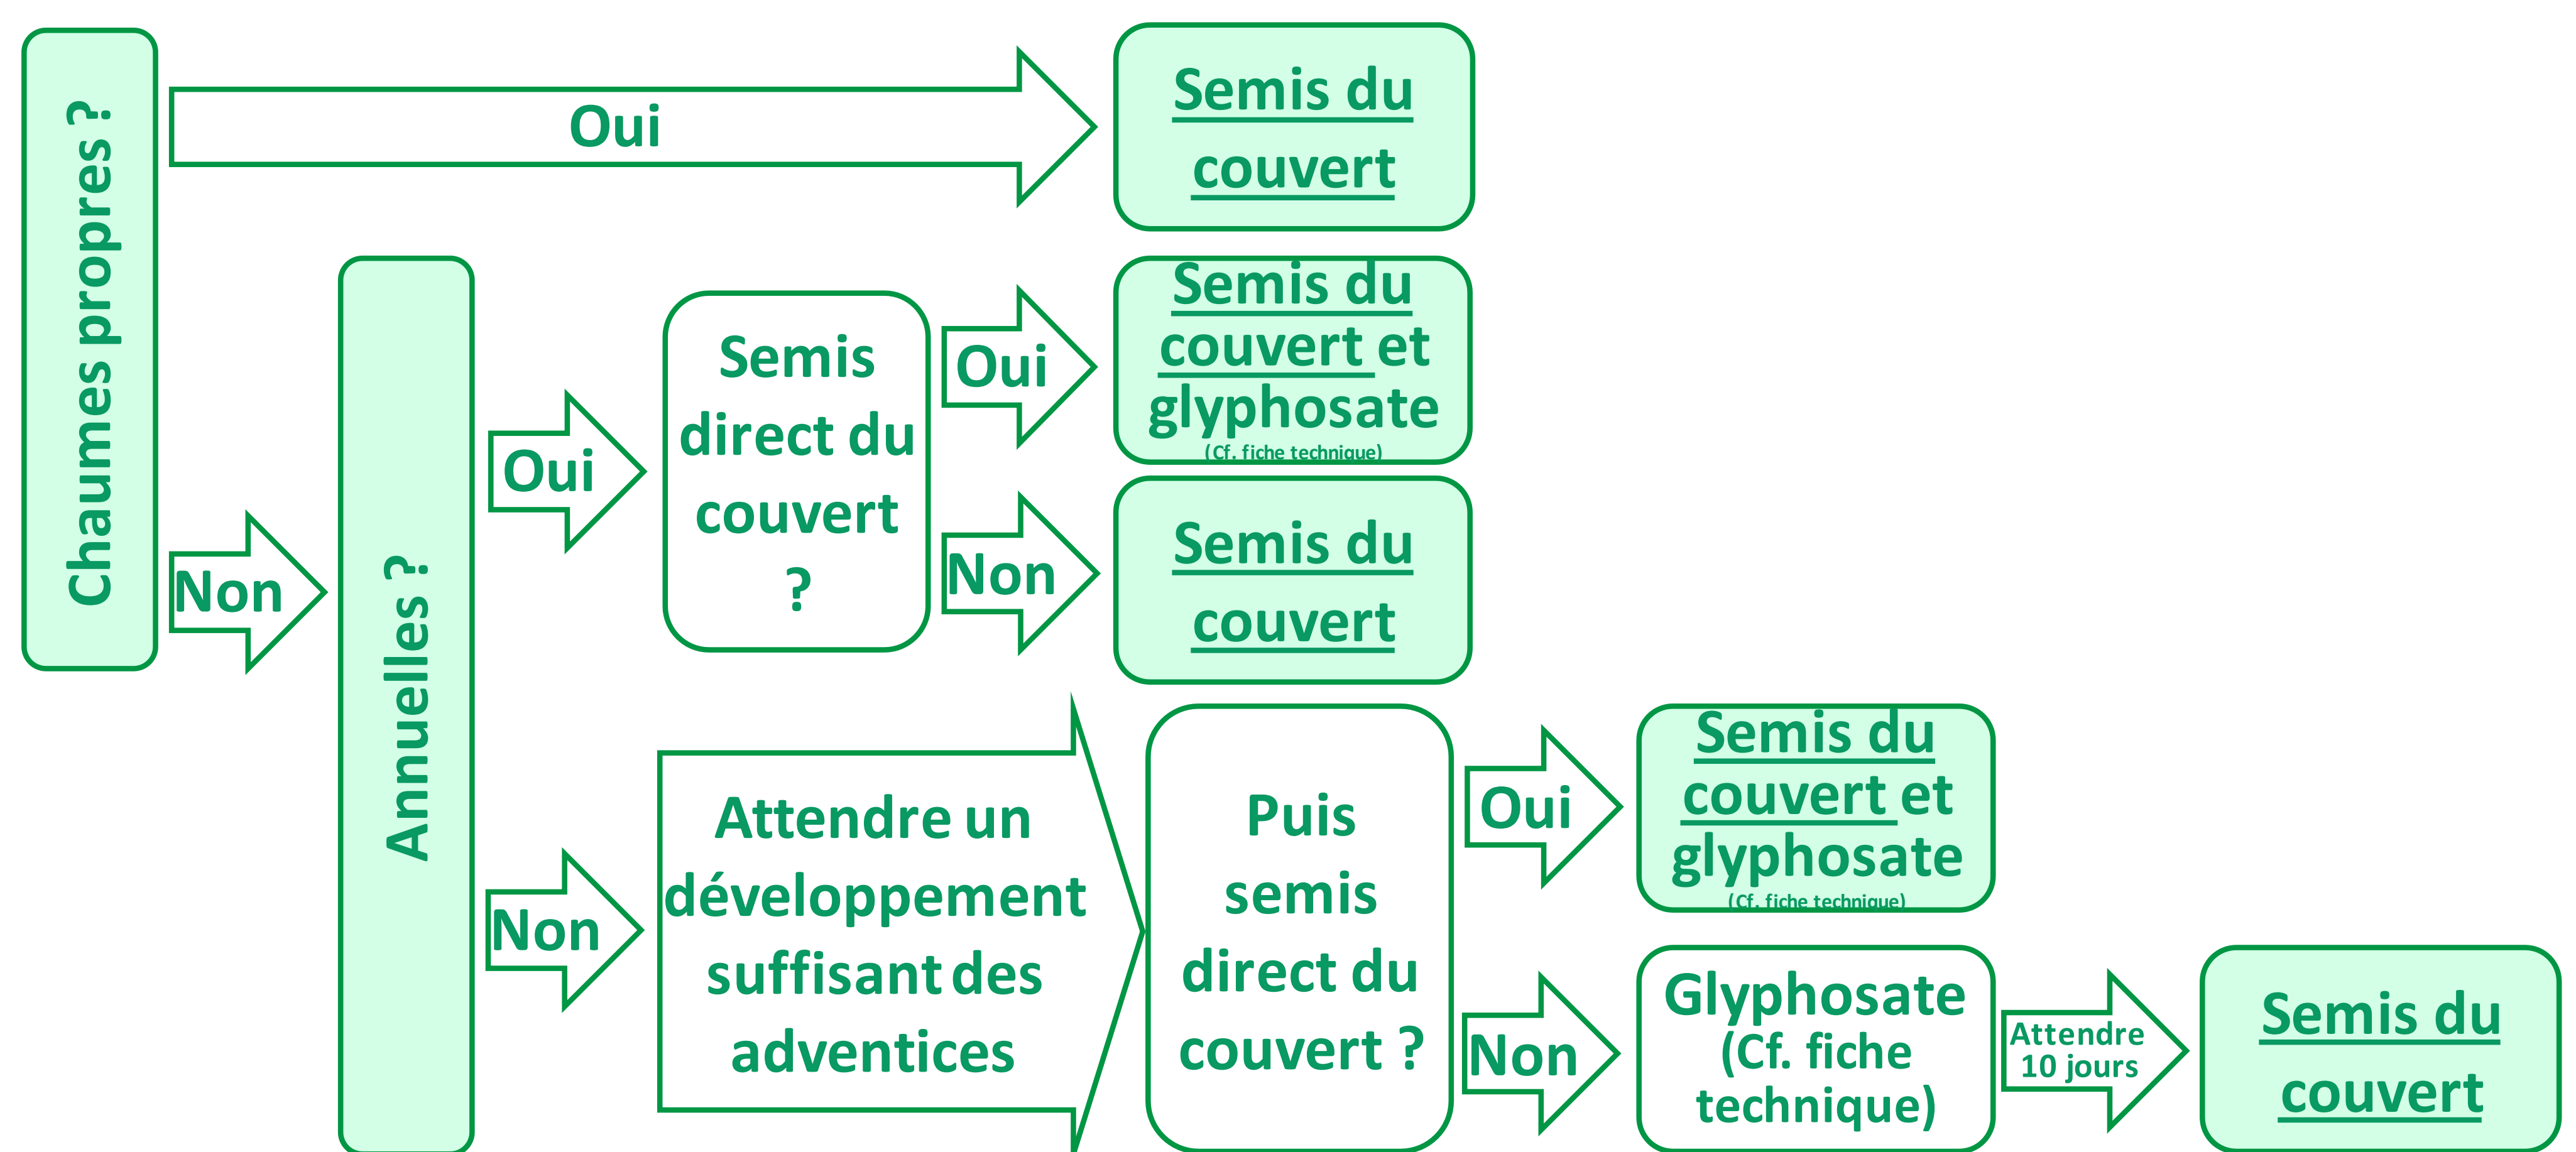 Chaumes propres ?
Oui
Semis du
couvert
Non
Annuelles ?
Oui
Semis
direct du
couvert
?
Oui
Semis du
couvert et
glyphosate
(Cf. fiche technique)
Non
Semis du
couvert
Non
Attendre un
développement
suffisant des
adventices
Puis
semis
direct du
couvert ?
Oui
Semis du
couvert et
glyphosate
(Cf. fiche technique)
Non
Glyphosate
(Cf. fiche
technique)
Attendre
10 jours
Semis du
couvert